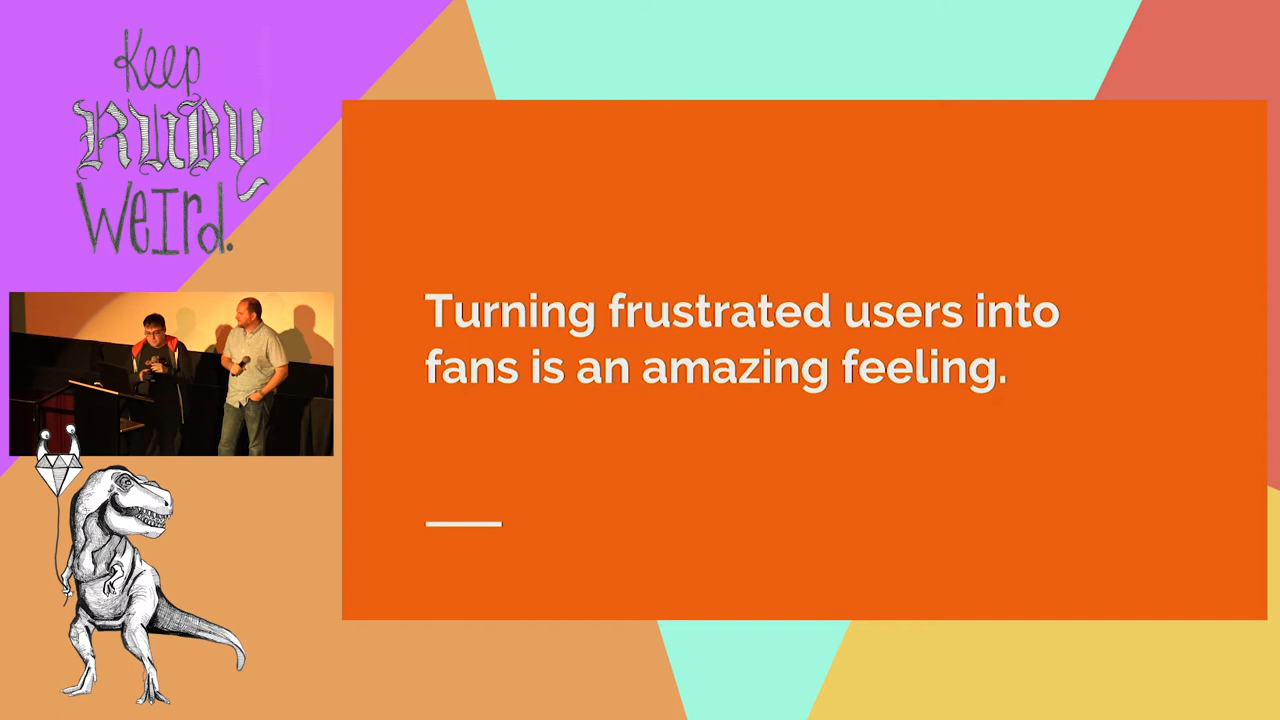 Keep
RUBY
Weird.
Turning frustrated users into
fans is an amazing feeling.